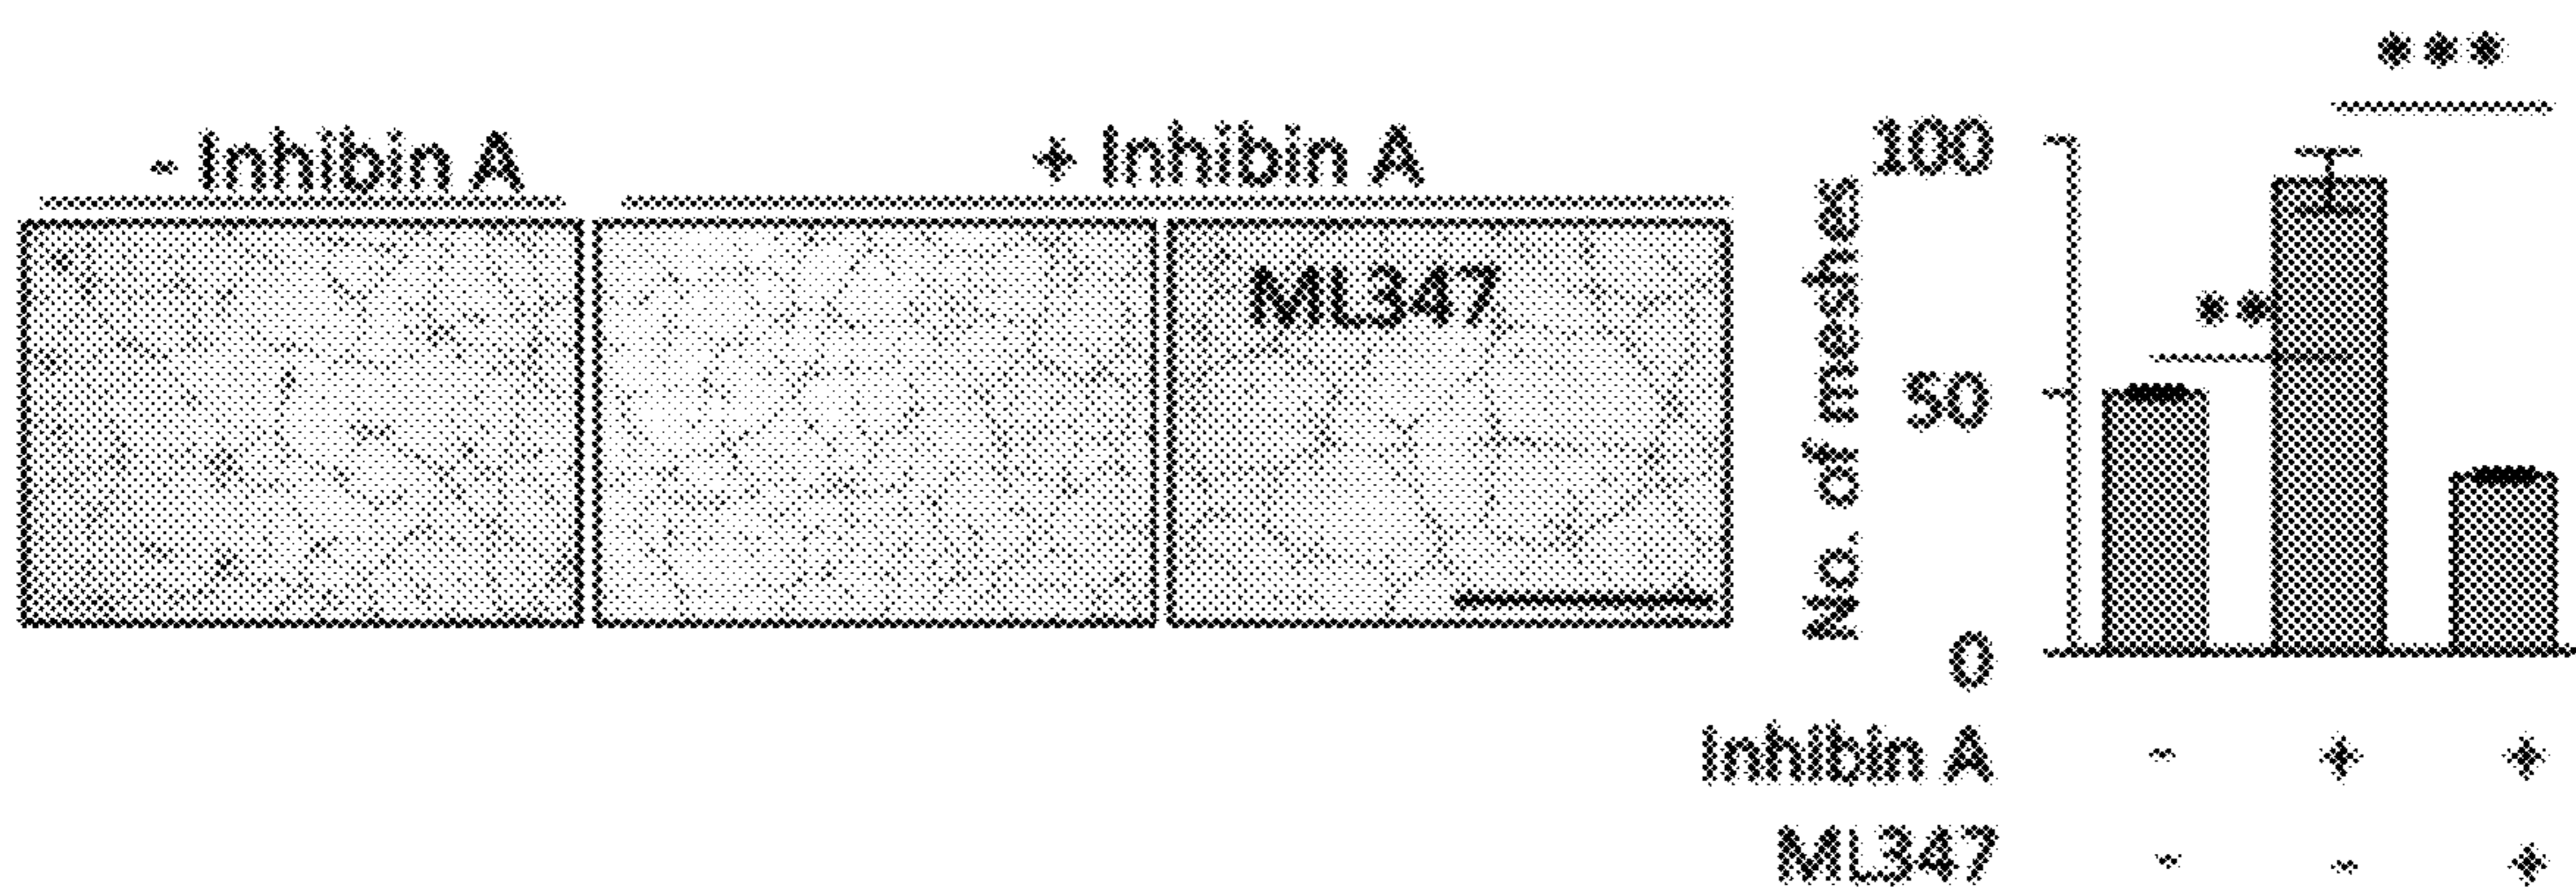 - Inhibin A
+ Inhibin A
ML347
No. of meshes
100
50
0
***
**
Inhibin A - + +
ML347 - - +